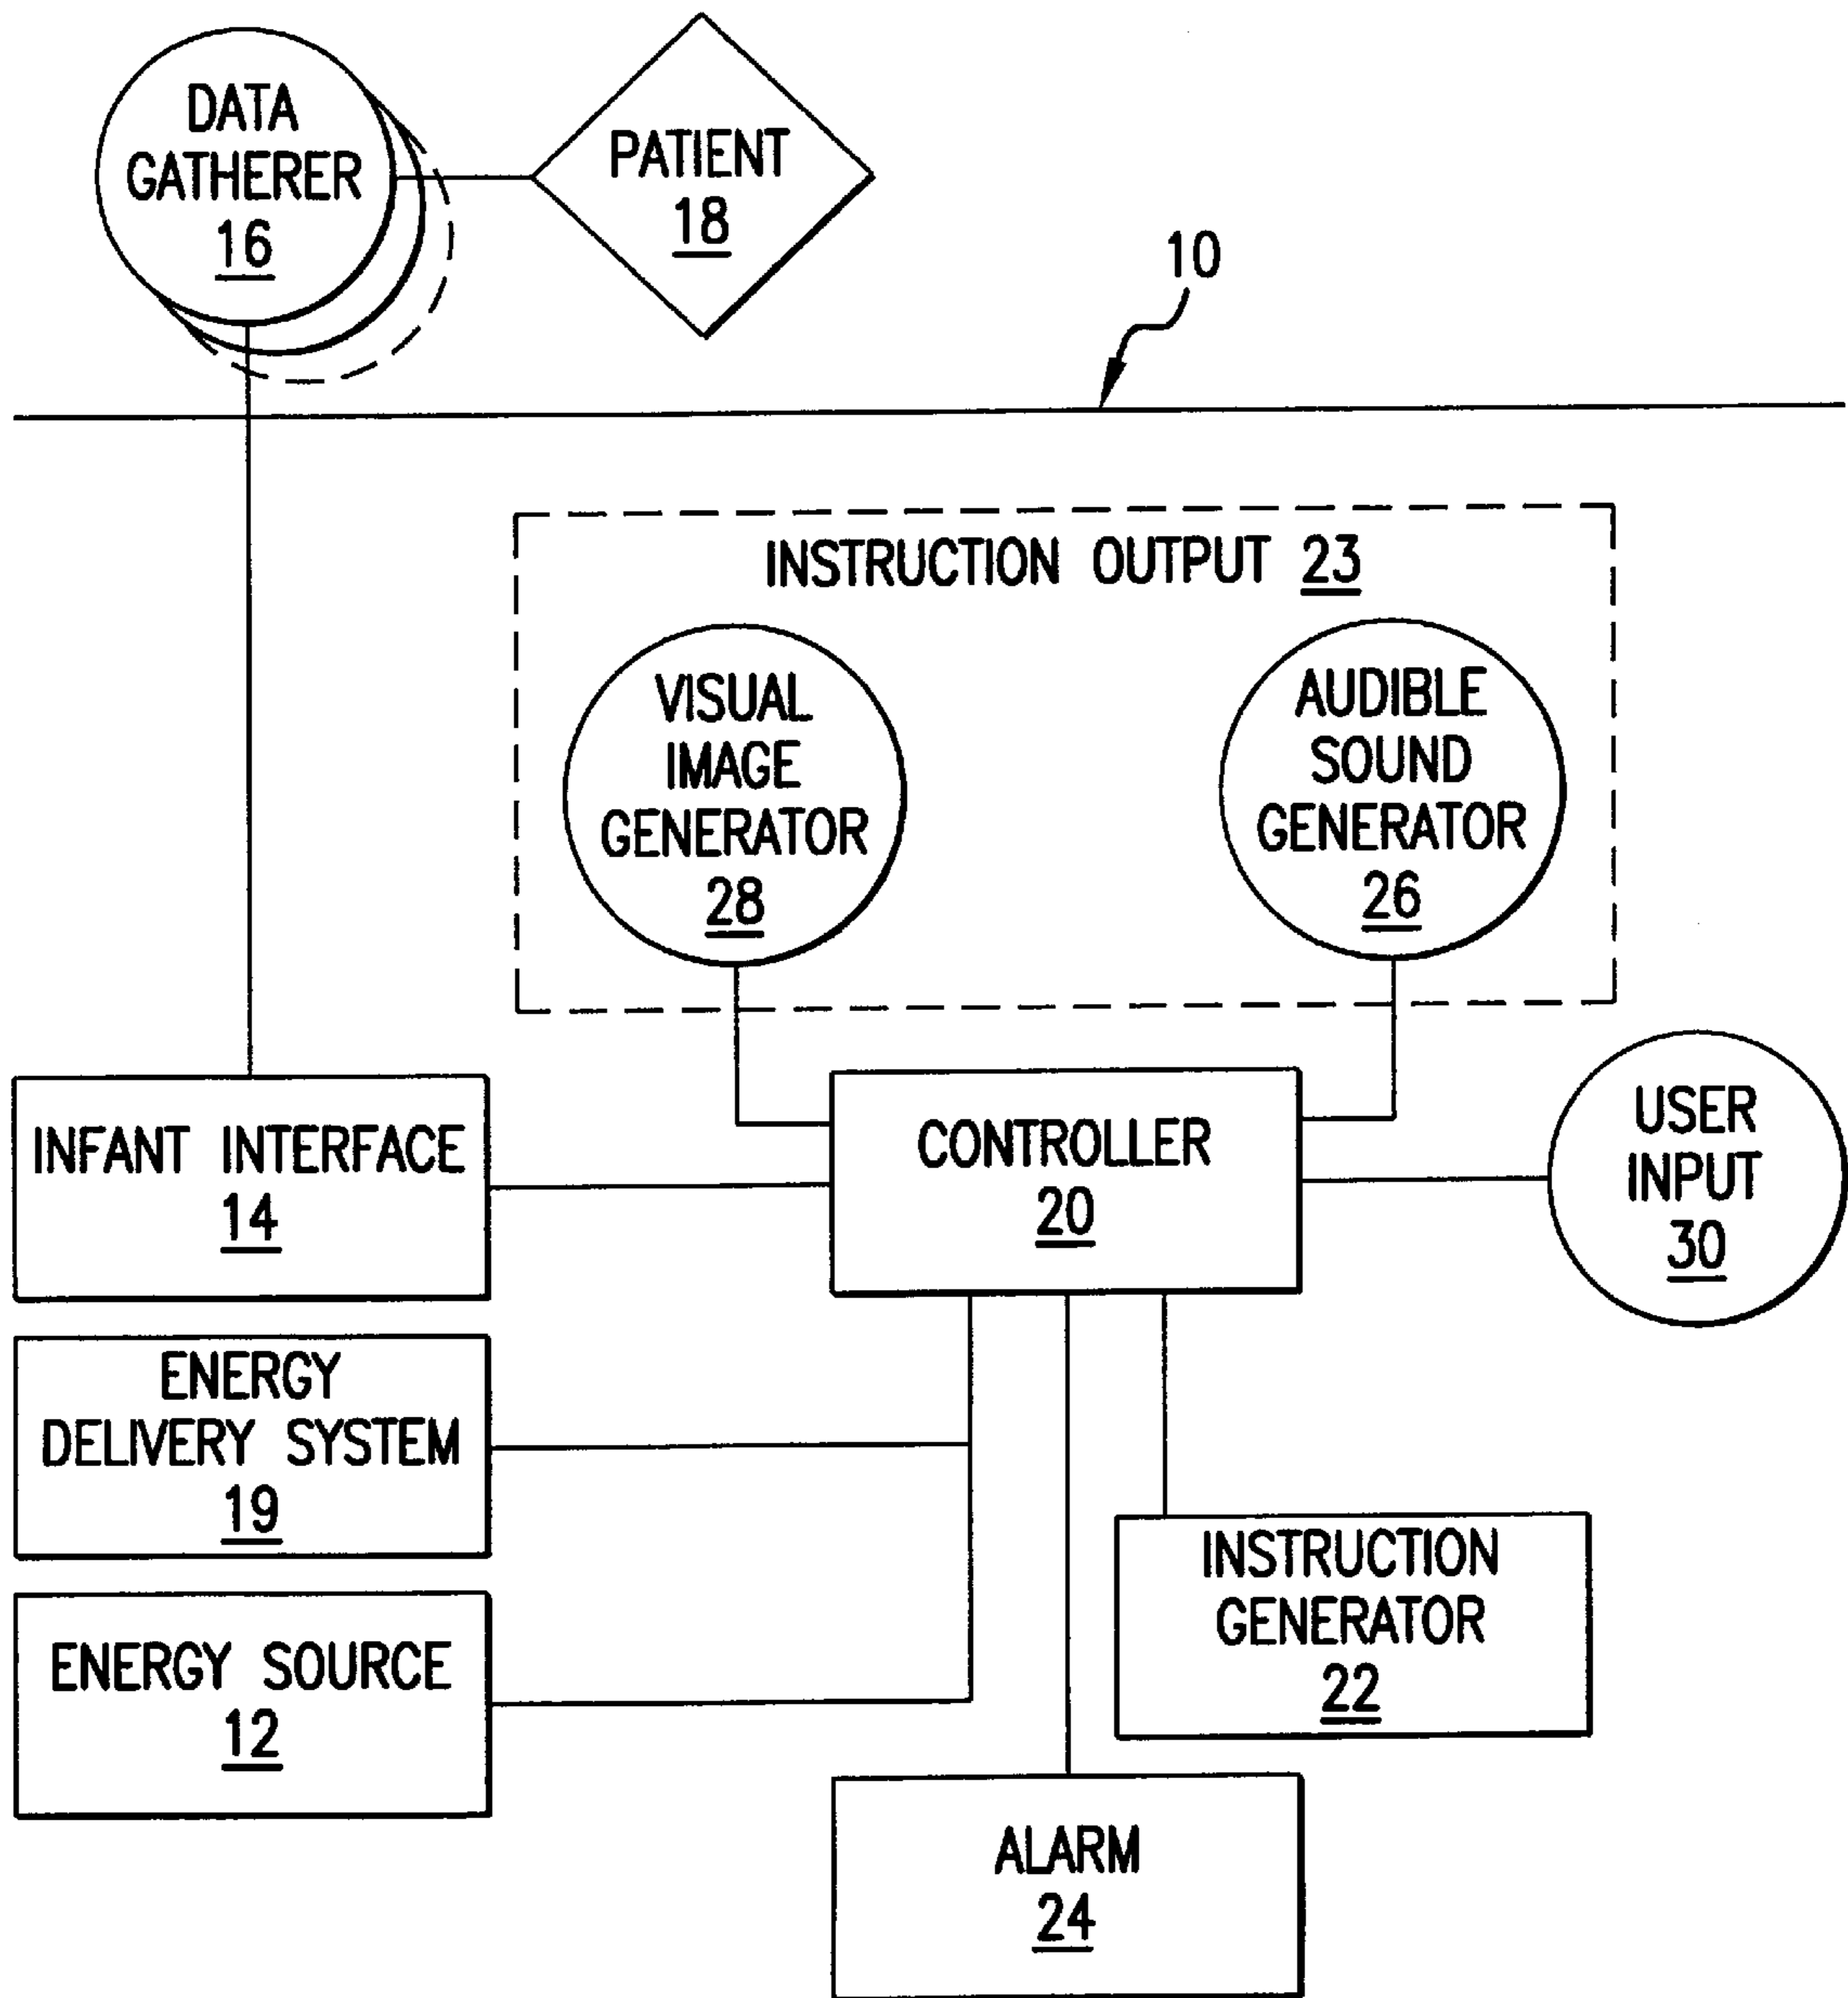 DATA
GATHERER
16
PATIENT
18
10
INSTRUCTION OUTPUT 23
VISUAL
IMAGE
GENERATOR
28
AUDIBLE
SOUND
GENERATOR
26
INFANT INTERFACE
14
CONTROLLER
20
USER
INPUT
30
ENERGY
DELIVERY SYSTEM
19
INSTRUCTION
GENERATOR
22
ENERGY SOURCE
12
ALARM
24